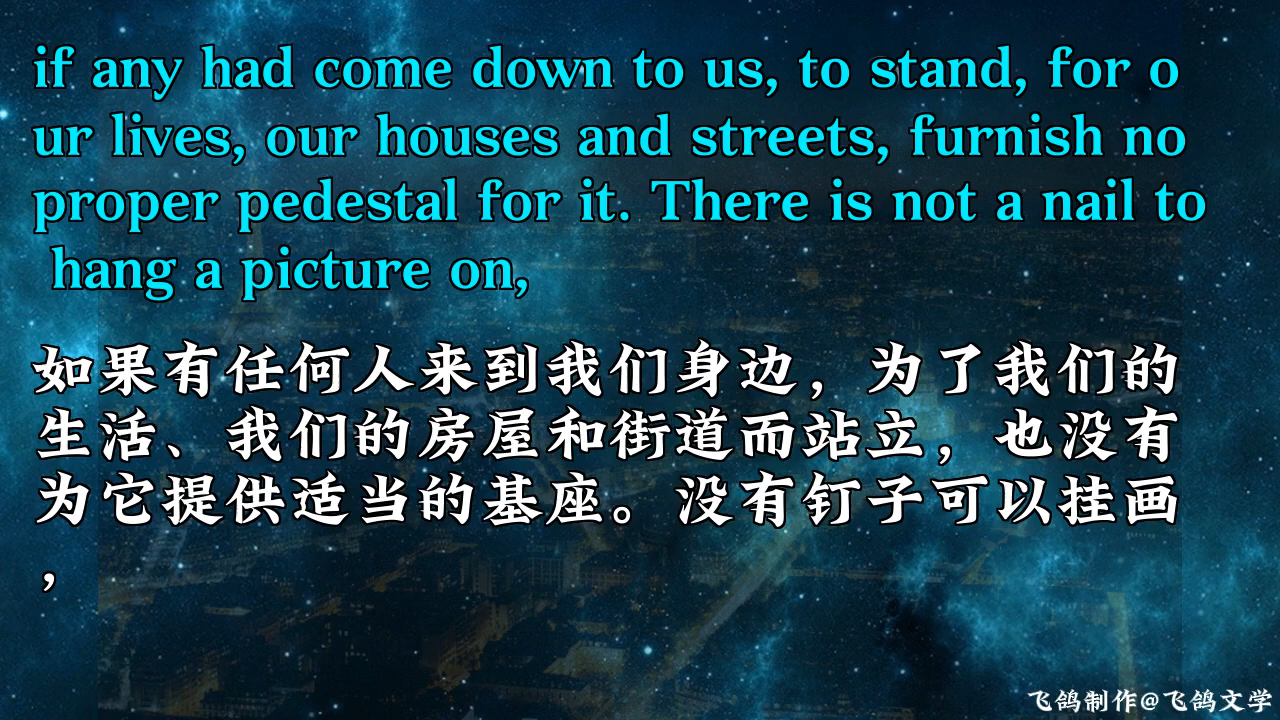 if any had come down to us, to stand, for o
ur lives, our houses and streets, furnish no
proper pedestal for it. There is not a nail to
hang a picture on,
如果有任何人来到我们身边，为了我们的
生活、我们的房屋和街道而站立，也没有
为它提供适当的基座。没有钉子可以挂画
，
飞鸽制作@飞鸽文学